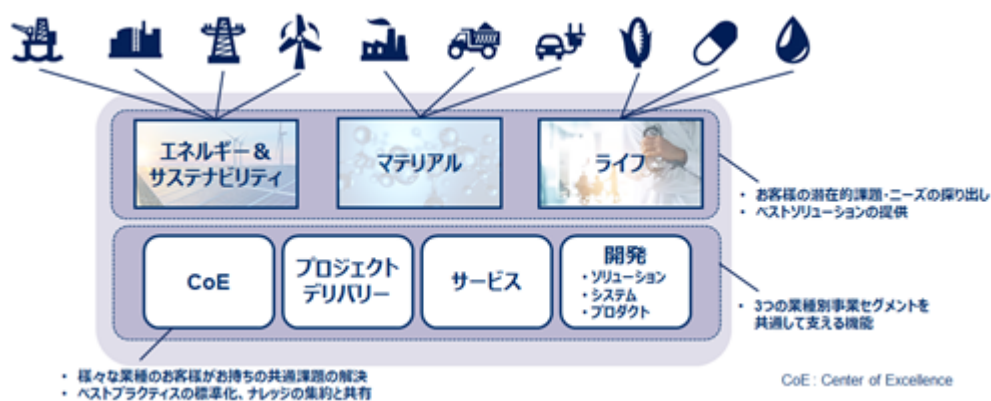 エネルギー＆
サステナビリティ
マテリアル
ライフ
・ お客様の潜在的課題・ニーズの探り出し
・ ベストソリューションの提供
CoE
プロジェクト
デリバリー
サービス
開発
・ソリューション
・システム
・プロダクト
・ 3つの業種別事業セグメントを
共通して支える機能
・ 様々な業種のお客様がお持ちの共通課題の解決
・ ベストプラクティスの標準化、ナレッジの集約と共有
CoE : Center of Excellence